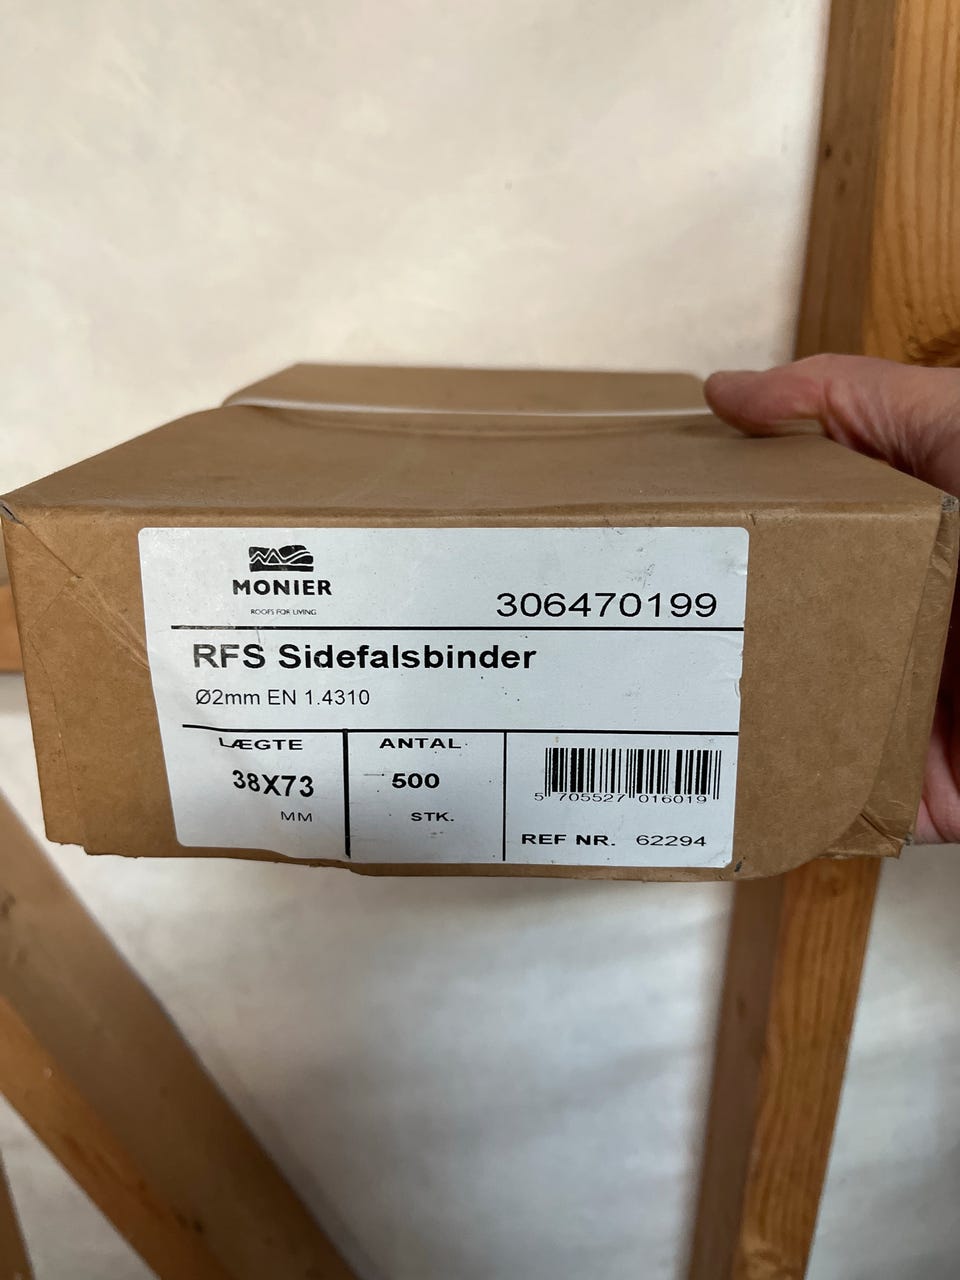 MONIER
ROOFS FOR LIVING
306470199
RFS Sidefalsbinder
Ø2mm EN 1.4310
LÆGTE
38X73
MM
ANTAL
500
STK.
5 705527 016019
REF NR. 62294